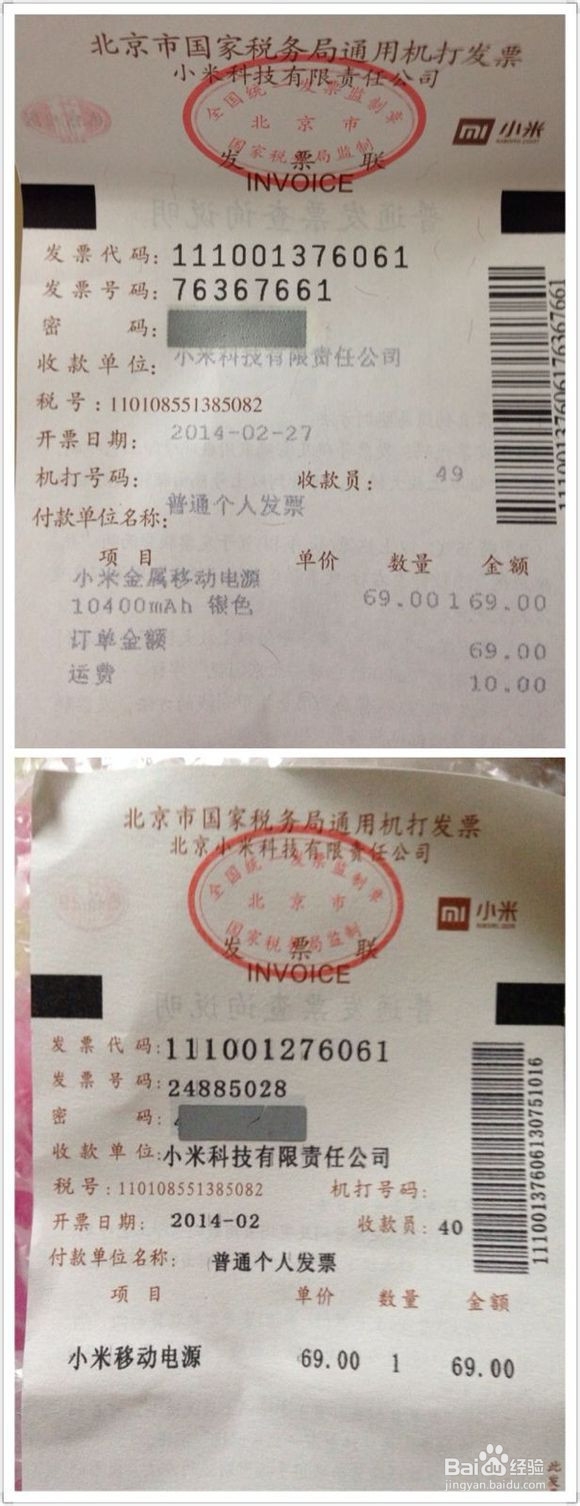 北京市国家税务局通用机打发票
小米科技有限责任公司
全国统一发票监制章
北京市
国家税务局监制
mi 小米
发票联
INVOICE
普通发票查询说明
发票代码: 111001376061
发票号码: 76367661
密码:
收款单位: 小米科技有限责任公司
税号: 110108551385082
开票日期: 2014-02-27
机打号码: 收款员: 49
付款单位名称: 普通个人发票
项目 单价 数量 金额
小米金属移动电源
10400mAh 银色 69.00 1 69.00
订单金额 69.00
运费 10.00
11100137606176367661
北京市国家税务局通用机打发票
北京小米科技有限责任公司
全国统一发票监制章
北京市
国家税务局监制
mi 小米
发票联
INVOICE
普通发票查询说明
发票代码: 111001276061
发票号码: 24885028
密码:
收款单位: 小米科技有限责任公司
税号: 110108551385082 机打号码:
开票日期: 2014-02 收款员: 40
付款单位名称: 普通个人发票
项目 单价 数量 金额
小米移动电源 69.00 1 69.00
11100137606130751016
此发
Baidu 经验
jingyan.baidu.com